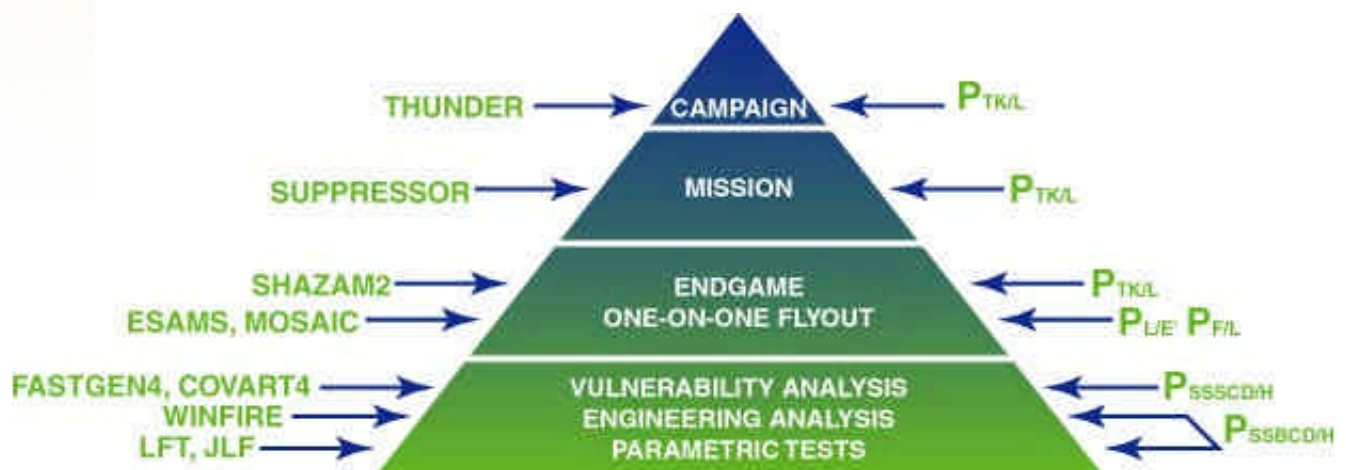 THUNDER CAMPAIGN PTK/L
SUPPRESSOR MISSION PTK/L
SHAZAM2 ENDGAME PTK/L
ESAMS, MOSAIC ONE-ON-ONE FLYOUT PL/E, PF/L
FASTGEN4, COVART4 VULNERABILITY ANALYSIS PSSSCD/H
WINFIRE ENGINEERING ANALYSIS
PSSBCD/H
LFT, JLF PARAMETRIC TESTS